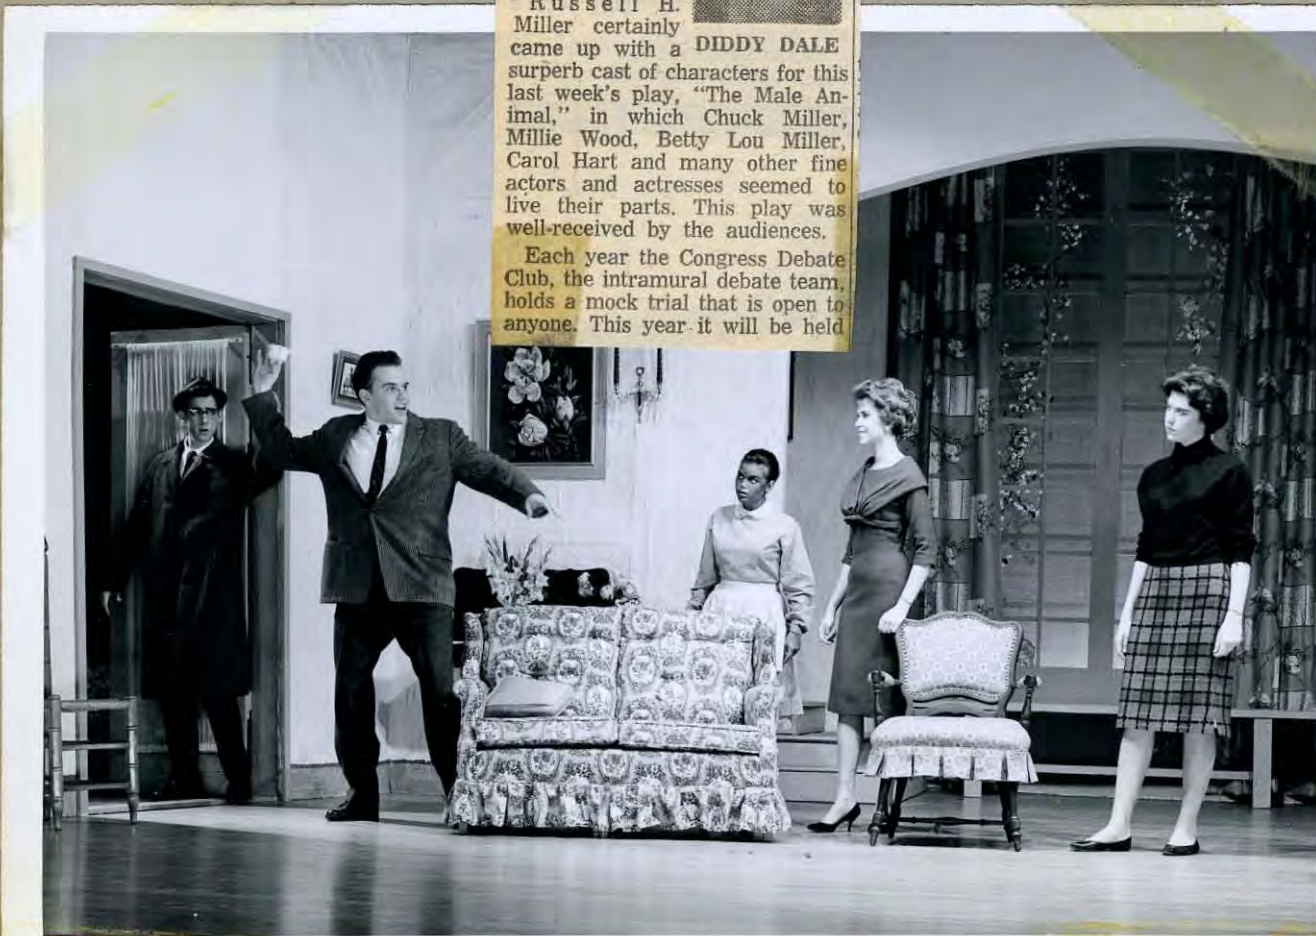 Russell H.
Miller certainly
came up with a
DIDDY DALE
surperb cast of characters for this
last week's play, "The Male An-
imal," in which Chuck Miller,
Millie Wood, Betty Lou Miller,
Carol Hart and many other fine
actors and actresses seemed to
live their parts. This play was
well-received by the audiences.
Each year the Congress Debate
Club, the intramural debate team,
holds a mock trial that is open to
anyone. This year it will be held